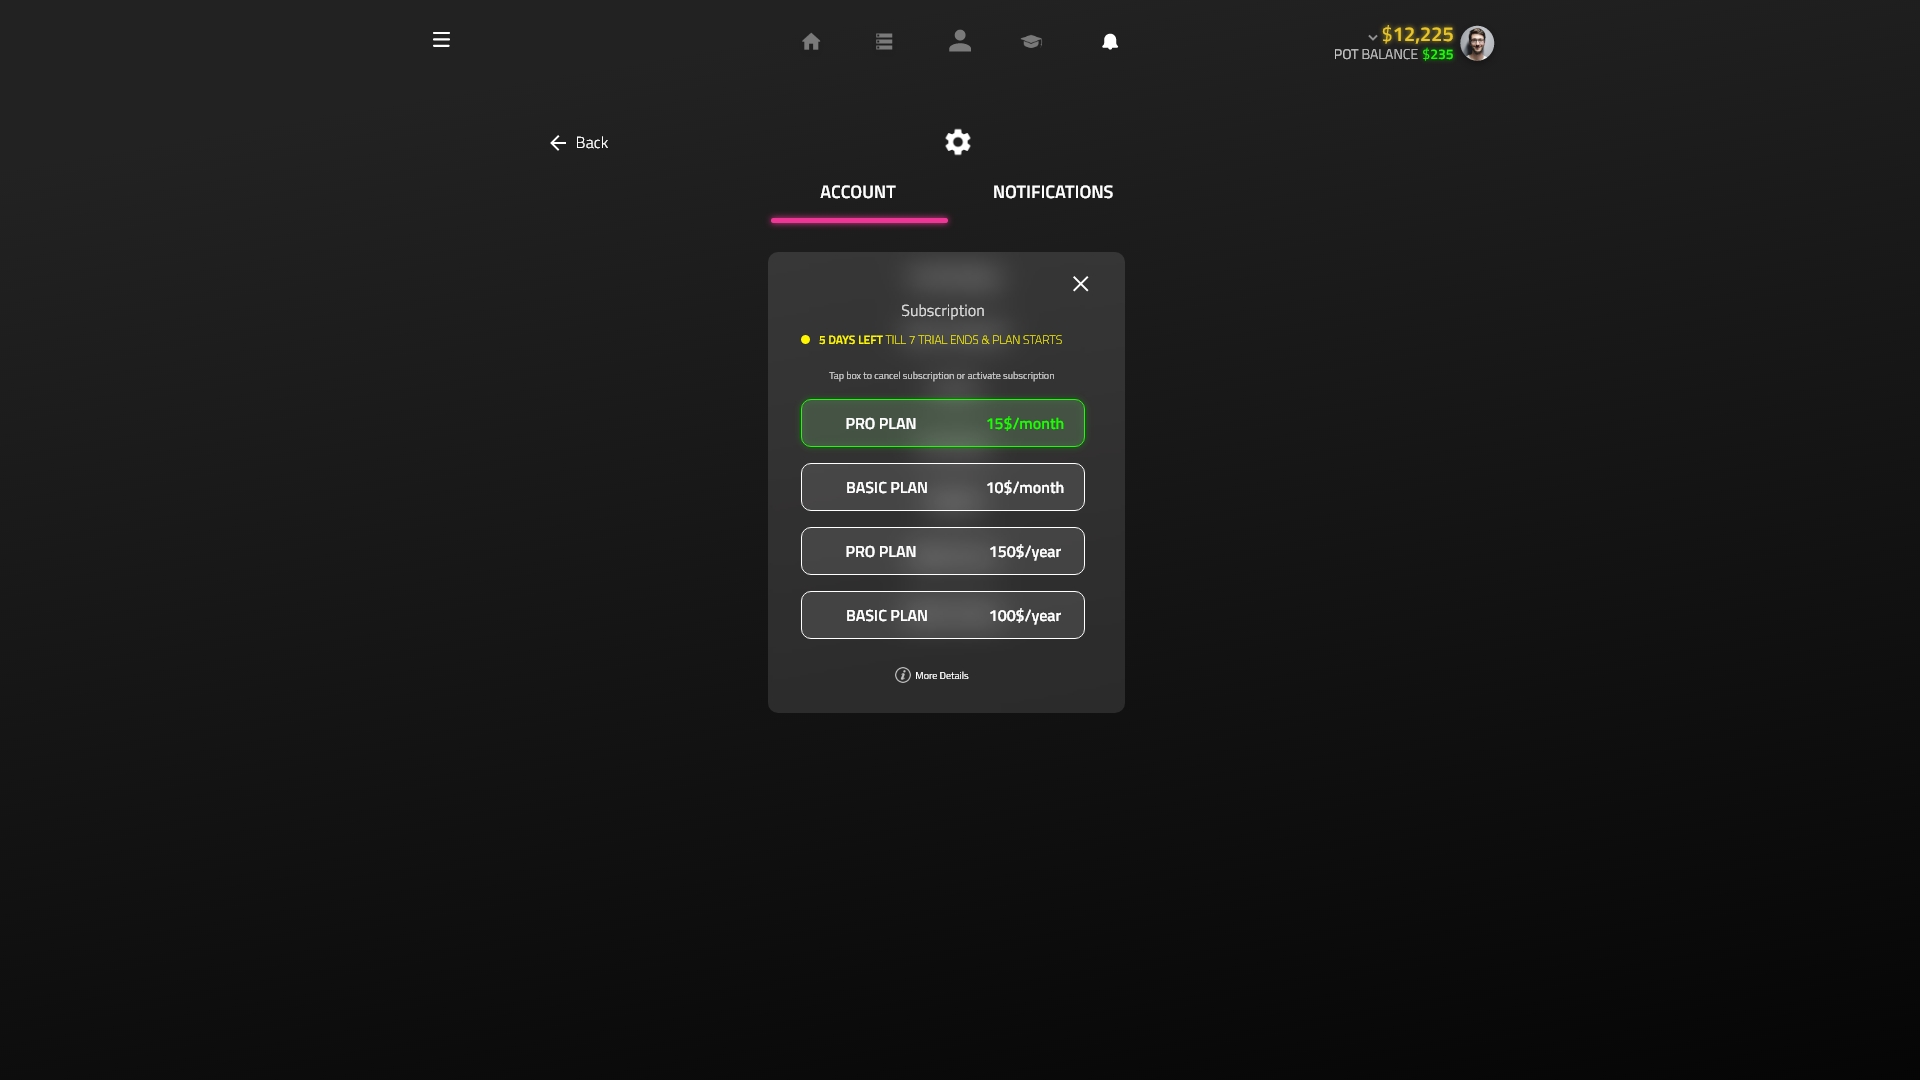 $12,225
POT BALANCE $235
Back
ACCOUNT
NOTIFICATIONS
Subscription
5 DAYS LEFT TILL 7 TRIAL ENDS & PLAN STARTS
Tap box to cancel subscription or activate subscription
PRO PLAN 15$/month
BASIC PLAN 10$/month
PRO PLAN 150$/year
BASIC PLAN 100$/year
More Details